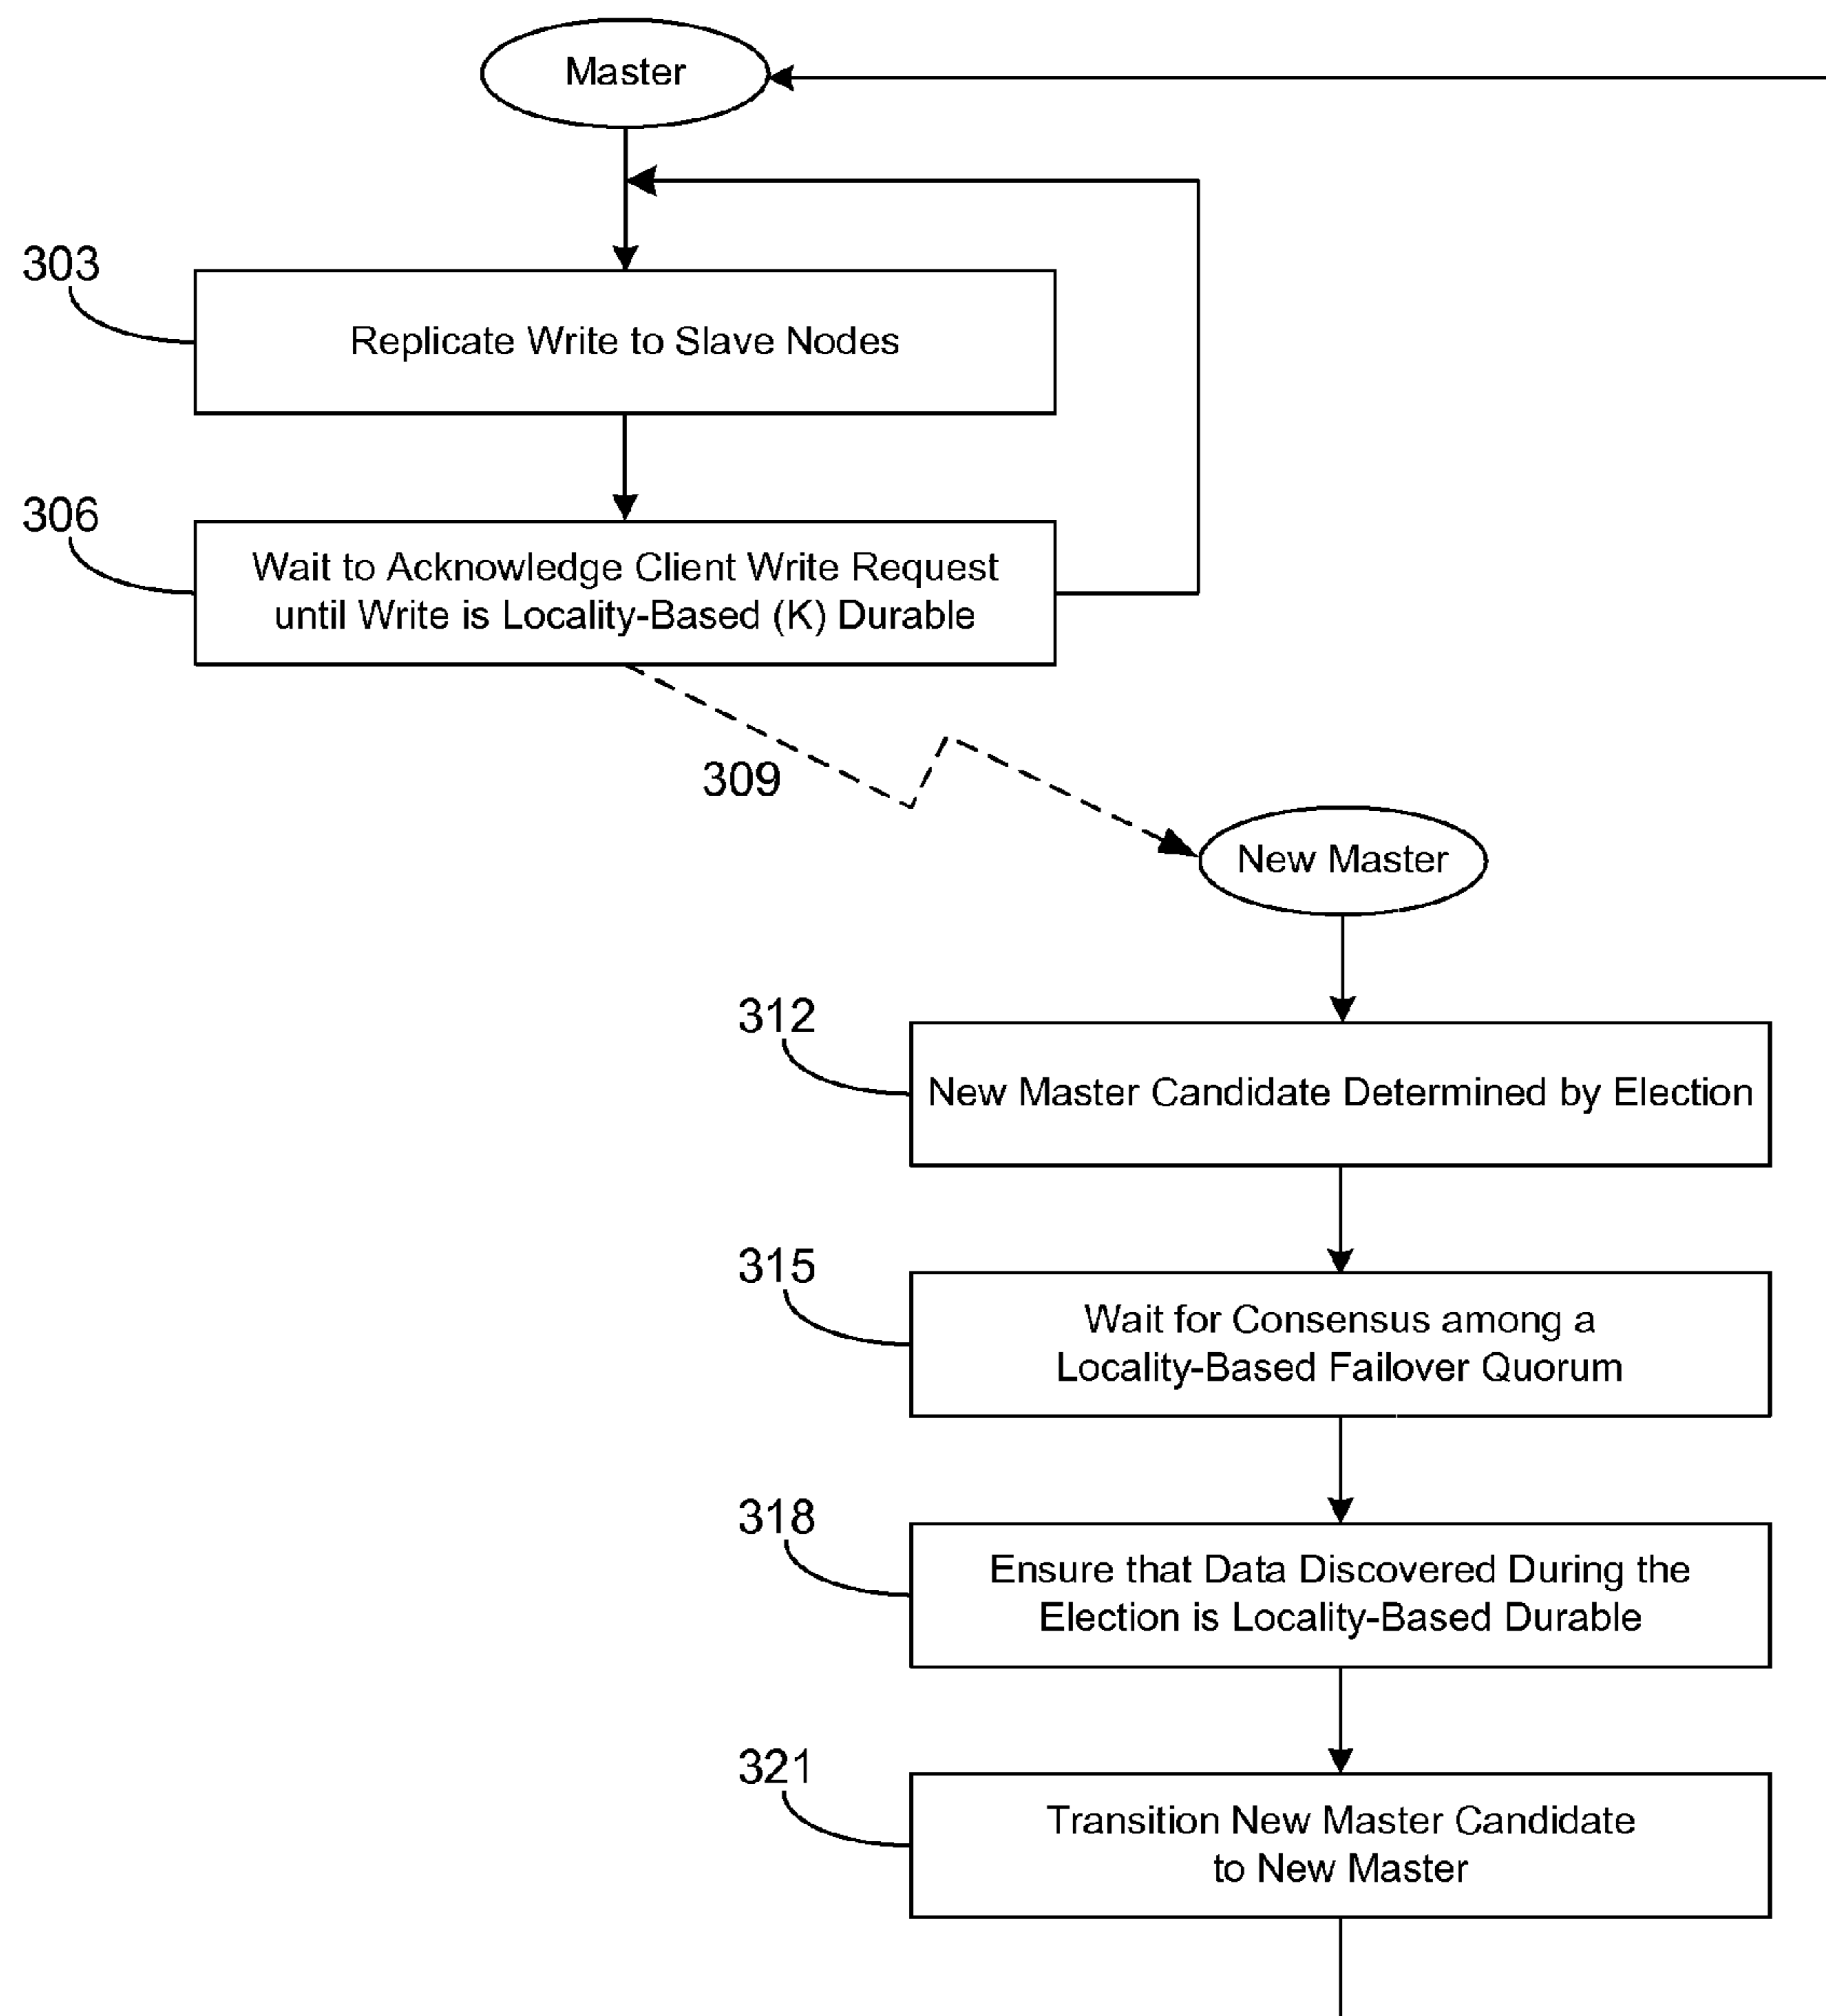 Master
303
Replicate Write to Slave Nodes
306
Wait to Acknowledge Client Write Request
until Write is Locality-Based (K) Durable
309
New Master
312
New Master Candidate Determined by Election
315
Wait for Consensus among a
Locality-Based Failover Quorum
318
Ensure that Data Discovered During the
Election is Locality-Based Durable
321
Transition New Master Candidate
to New Master